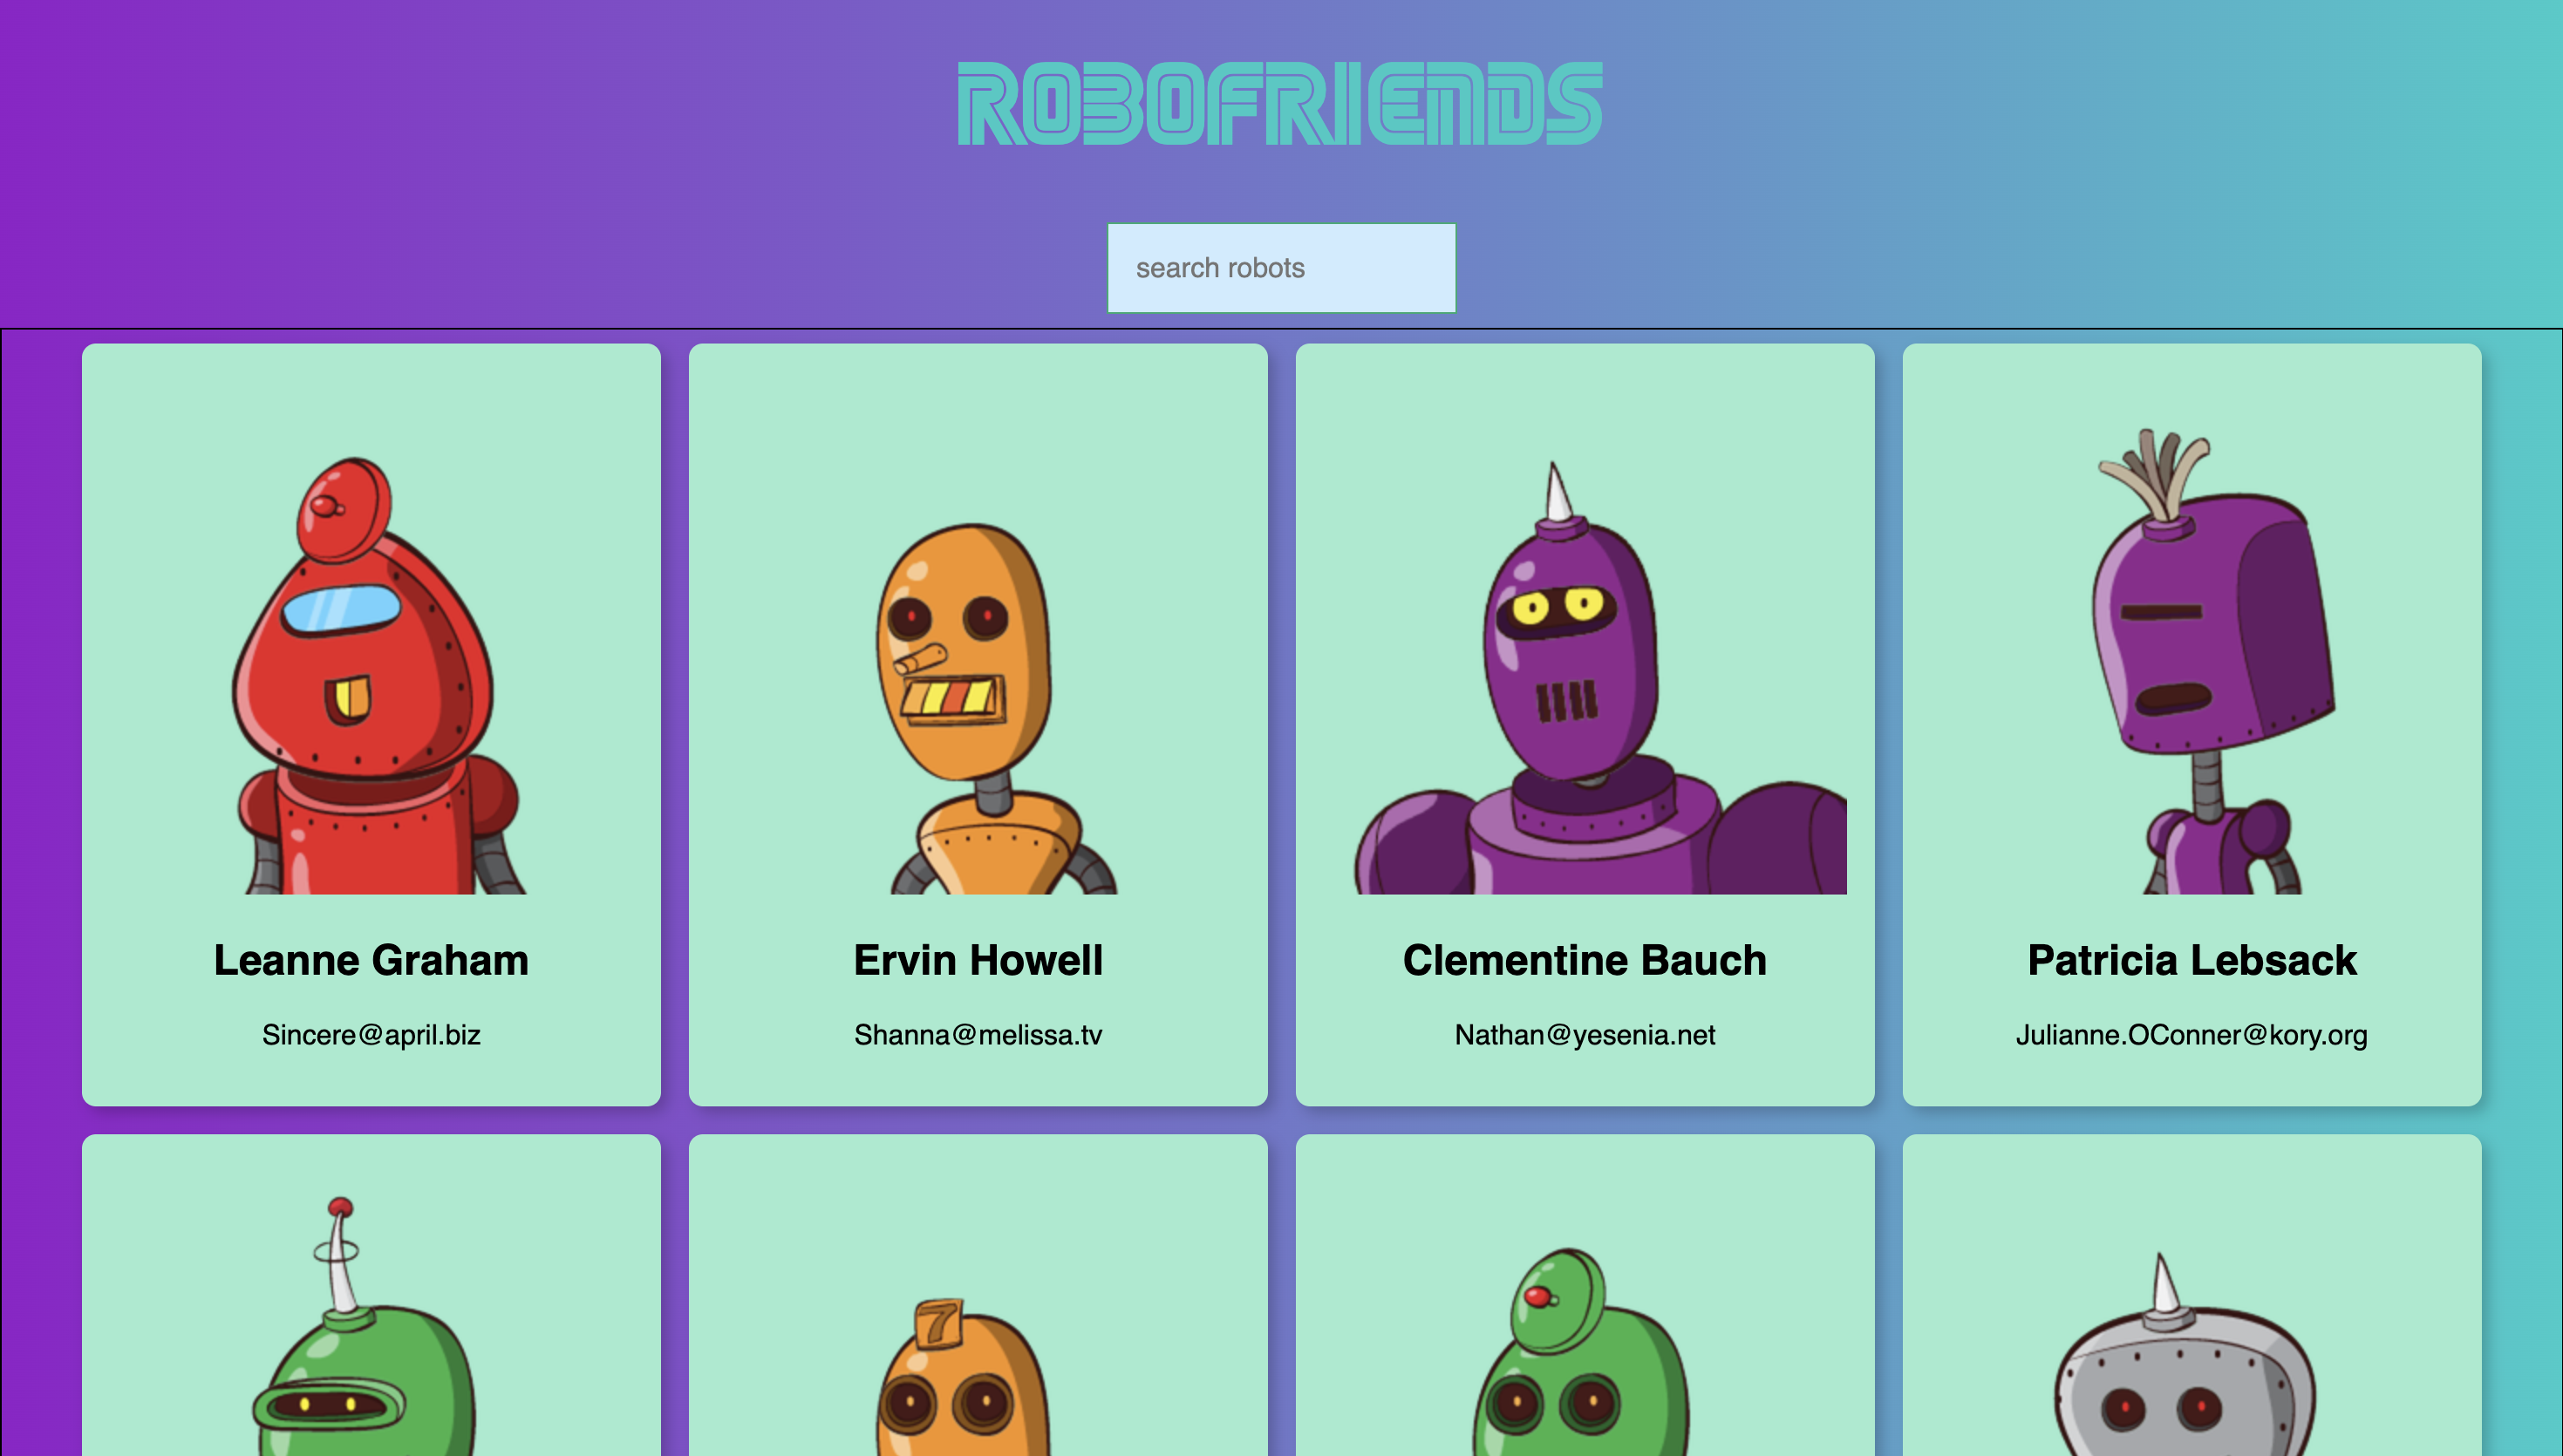 ROBOFRIENDS
search robots
Leanne Graham
Sincere@april.biz
Ervin Howell
Shanna@melissa.tv
Clementine Bauch
Nathan@yesenia.net
Patricia Lebsack
Julianne.OConner@kory.org
7